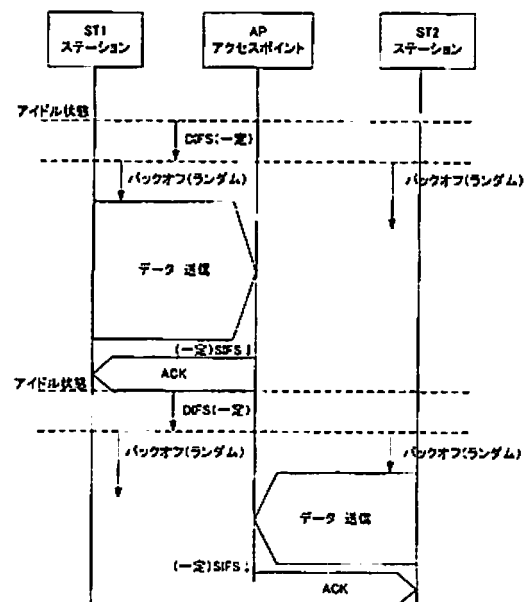 ST1
ステーション
AP
アクセスポイント
ST2
ステーション
アイドル状態
DIFS(一定)
バックオフ(ランダム)
バックオフ(ランダム)
データ 送信
(一定)SIFS
ACK
アイドル状態
DIFS(一定)
バックオフ(ランダム)
バックオフ(ランダム)
データ 送信
(一定)SIFS
ACK